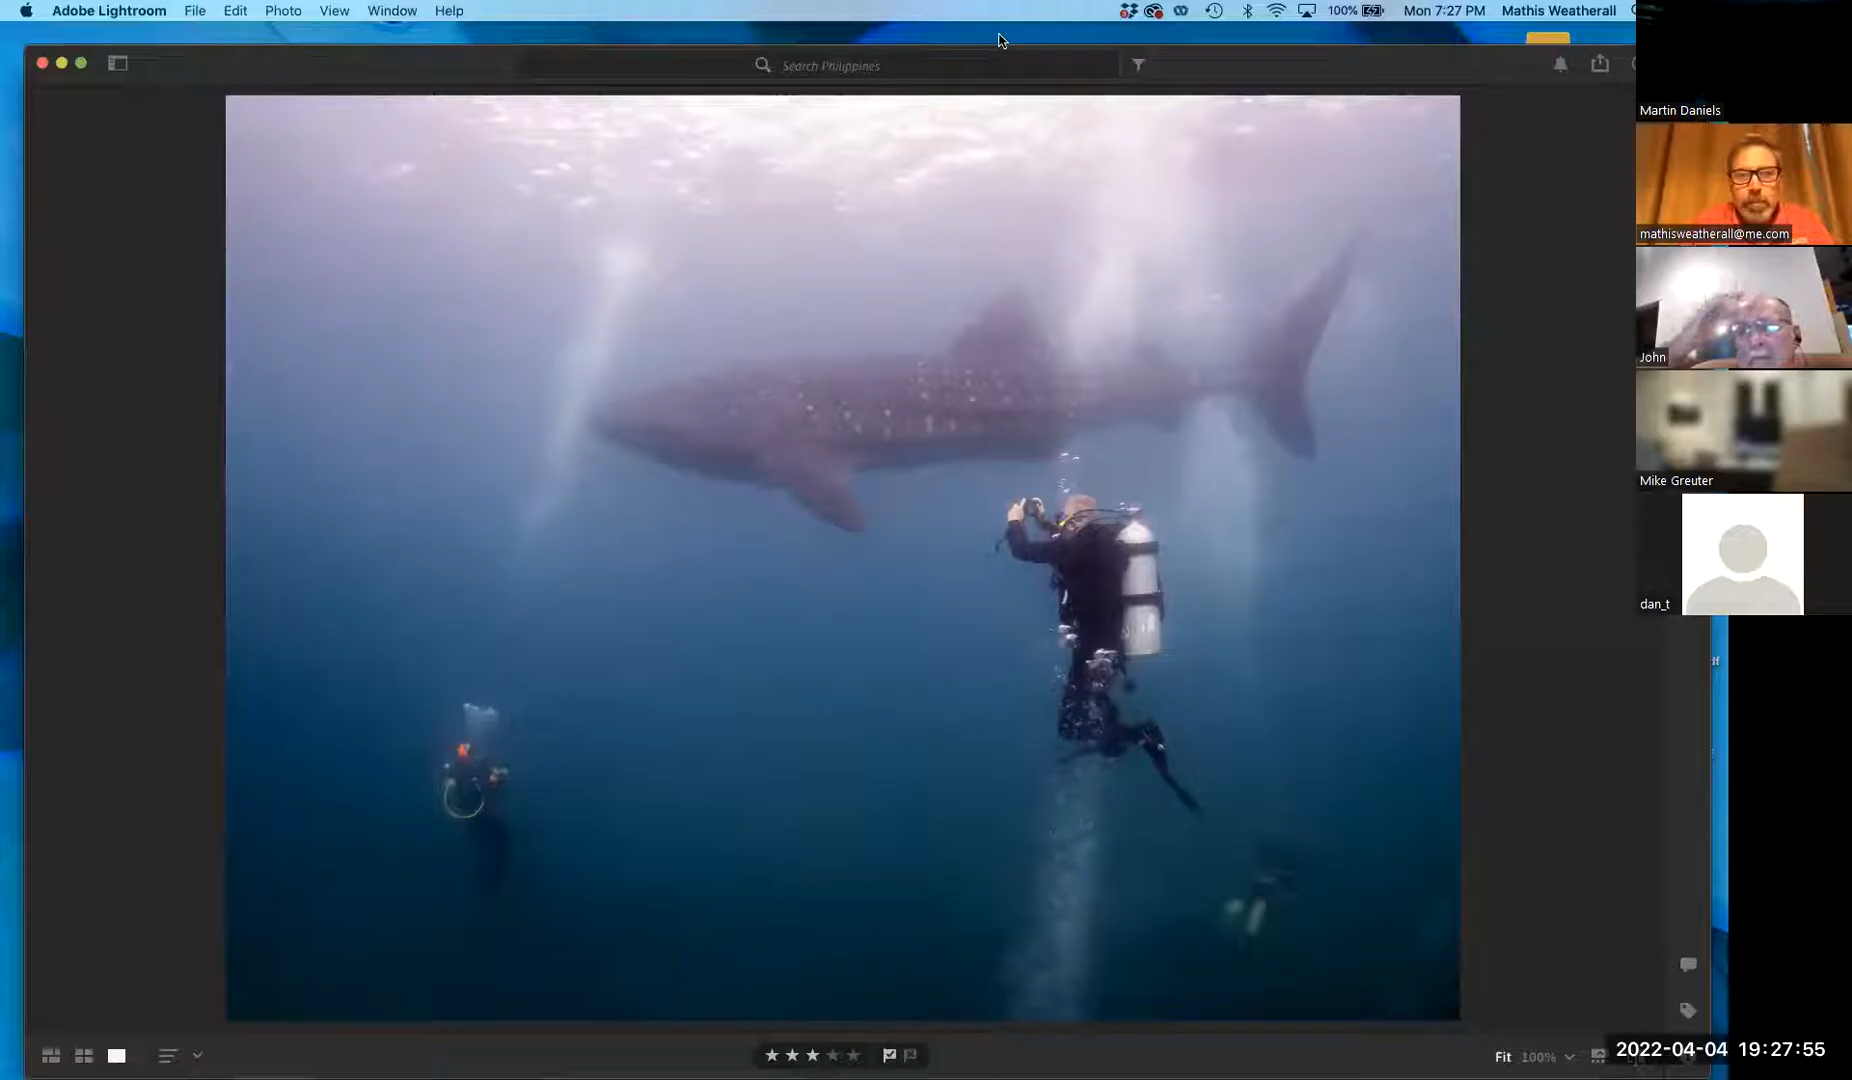 Adobe Lightroom File Edit Photo View Window Help 100% Mon 7:27 PM Mathis Weatherall
Search Philippines
Martin Daniels
mathisweatherall@me.com
John
Mike Greuter
dan_t
df
Fit 100%
2022-04-04 19:27:55